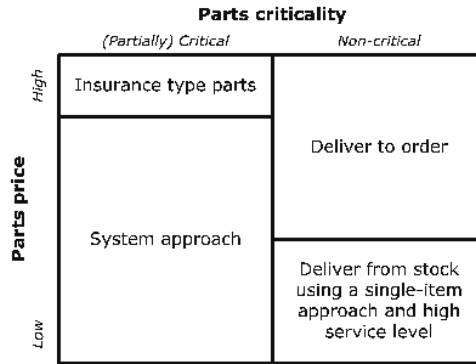 Parts criticality
(Partially) Critical
Non-critical
High
Insurance type parts
Deliver to order
Parts price
System approach
Deliver from stock
using a single-item
approach and high
service level
Low